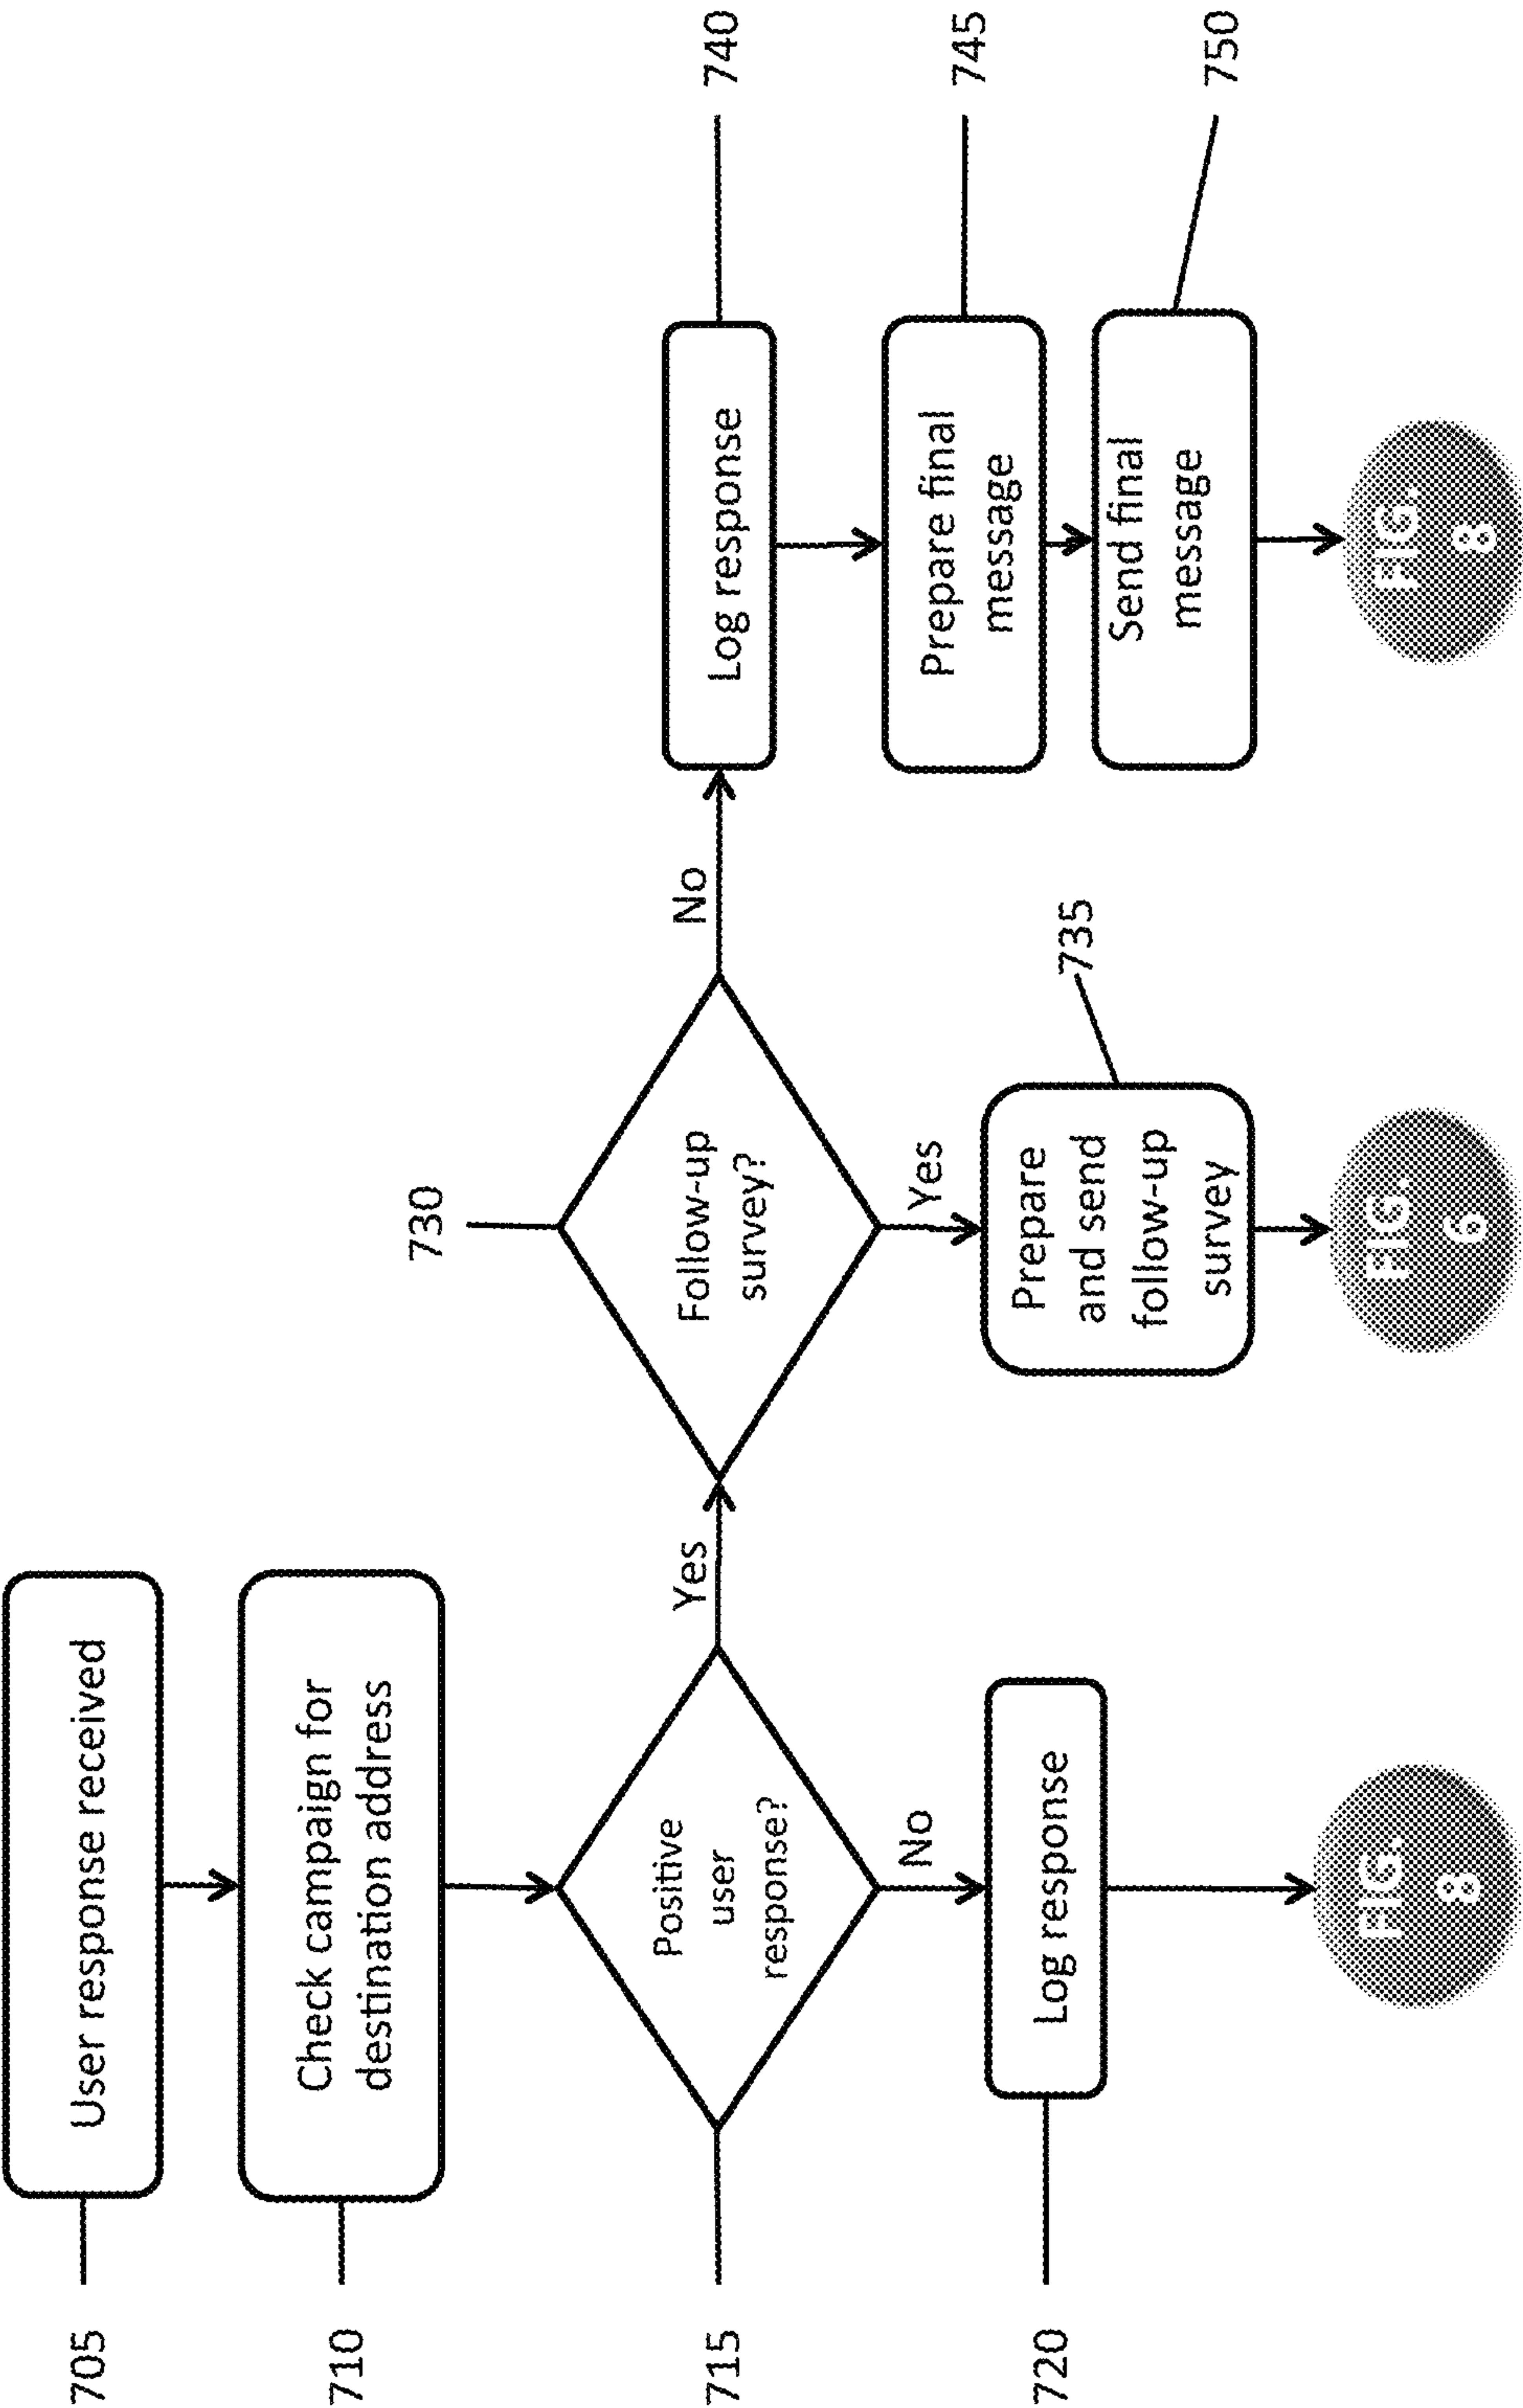 705
User response received
710
Check campaign for
destination address
715
Positive
user
response?
Yes
No
720
Log response
FIG.
8
730
Follow-up
survey?
No
Yes
735
Prepare
and send
follow-up
survey
FIG.
6
740
Log response
745
Prepare final
message
750
Send final
message
FIG.
8